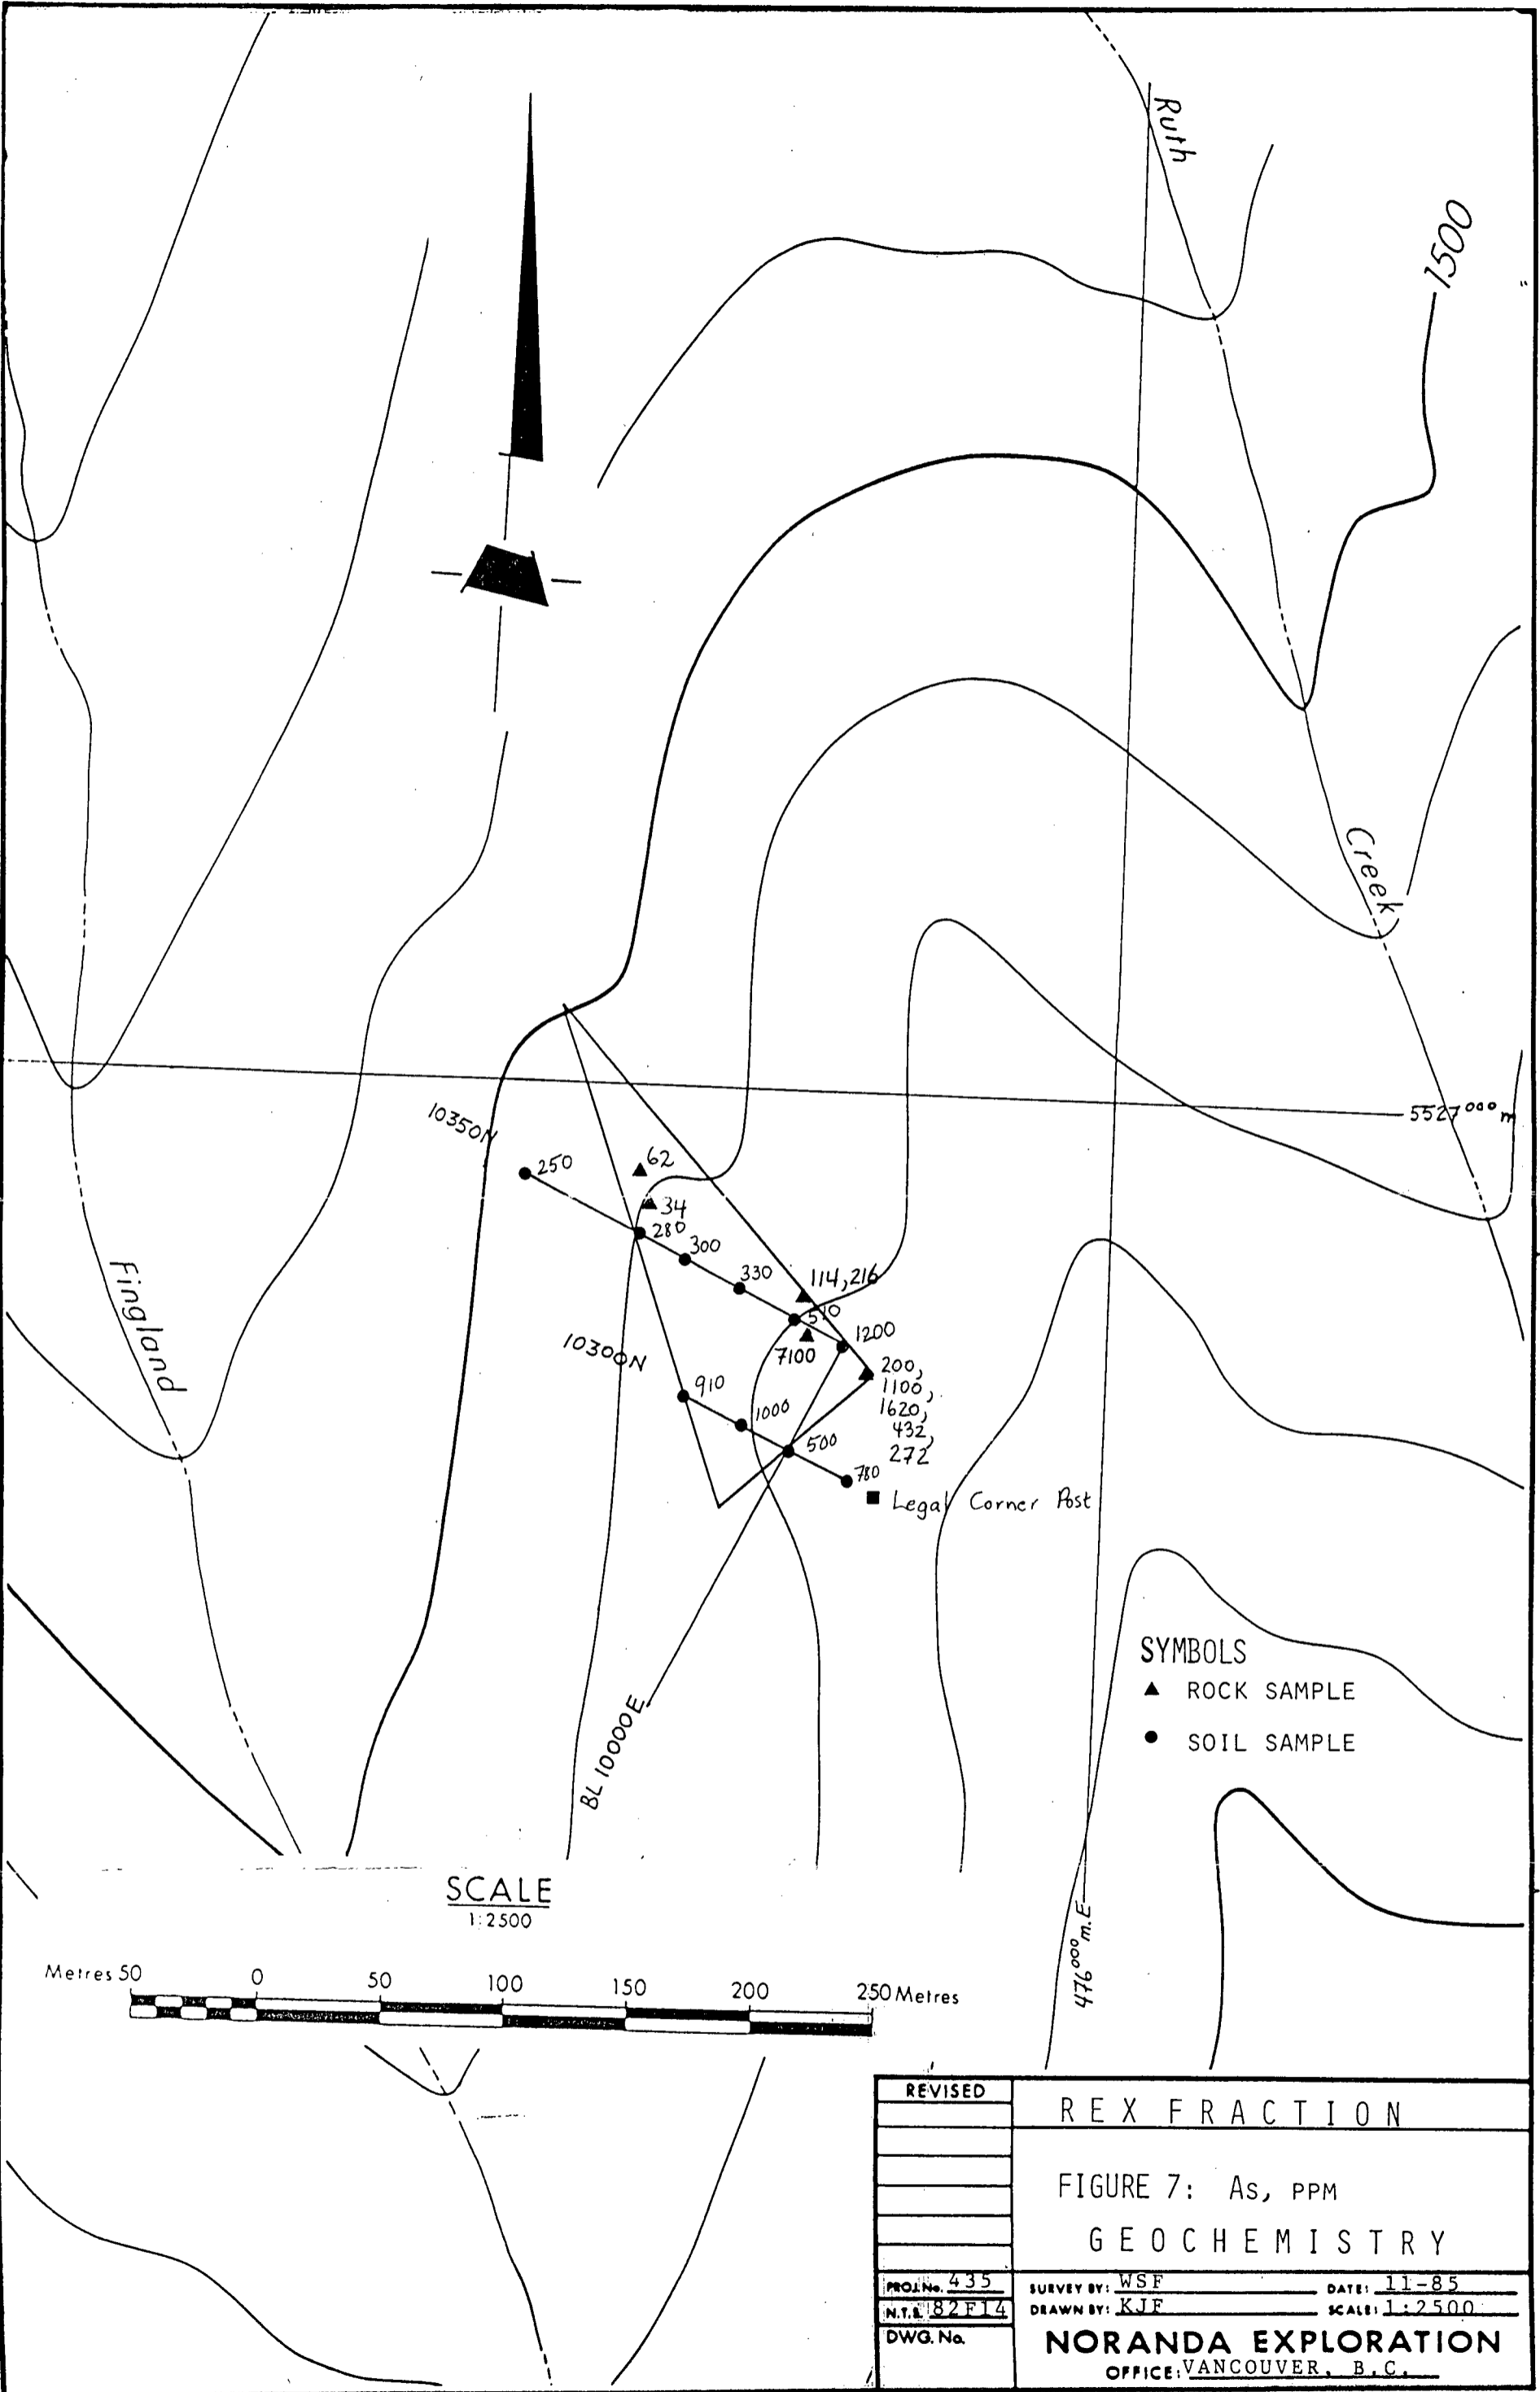 Ruth
1500
Creek
5527000 m
10350N
250
62
34
280
300
330
114,216
510
1200
7100
10300N
200,
1100,
1620,
432,
272
910
1000
500
780
Legal Corner Post
Fingland
SYMBOLS
ROCK SAMPLE
SOIL SAMPLE
BL 10000E
476000 m.E
SCALE
1:2500
Metres 50 0 50 100 150 200 250 Metres
REVISED
REX FRACTION
FIGURE 7: As, PPM
GEOCHEMISTRY
PROJ. No. 435
SURVEY BY: WSF DATE: 11-85
N.T.S. 82F14
DRAWN BY: KJF SCALE: 1:2500
DWG. No.
NORANDA EXPLORATION
OFFICE: VANCOUVER, B.C.